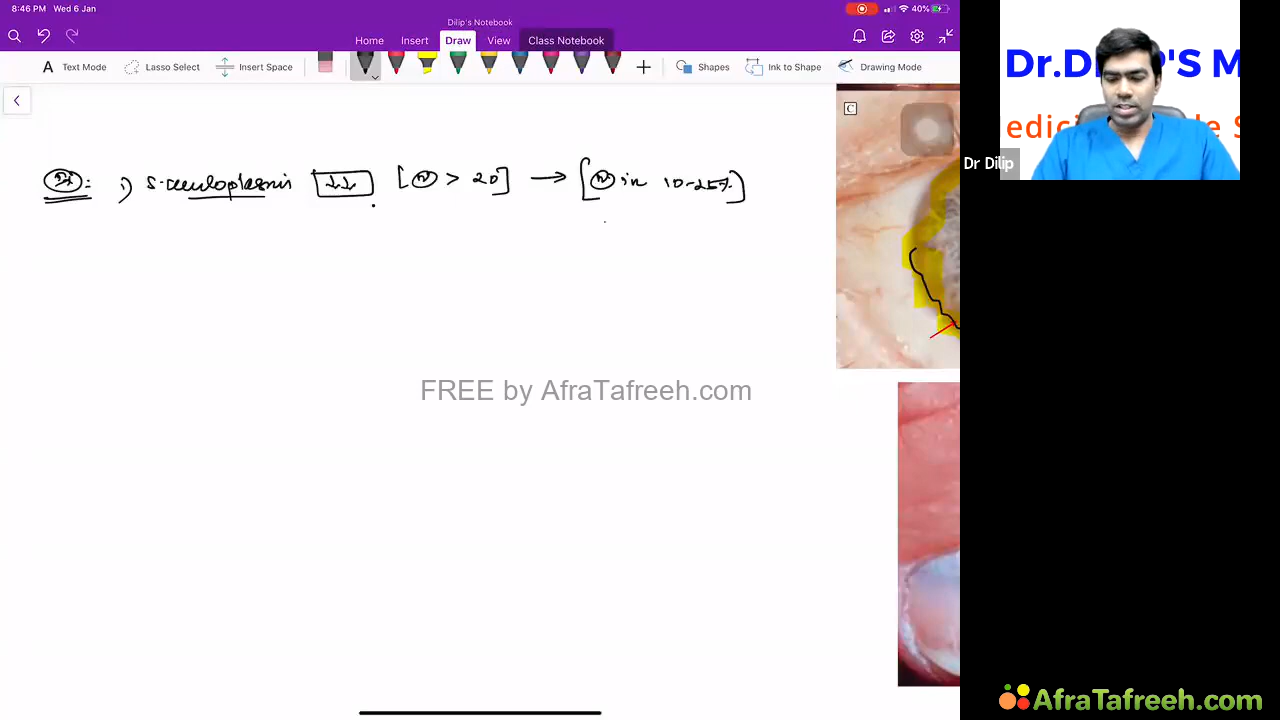 8:46 PM Wed 6 Jan
40%
Dilip's Notebook
Home Insert Draw View Class Notebook
Text Mode Lasso Select Insert Space Shapes Ink to Shape Drawing Mode
C
Dr.D P'S M
edici e S
Dr Dilip
Dx: 1) S. ceruloplasmin ↓↓ [N > 20] → [N in 10-25%]
FREE by AfraTafreeh.com
AfraTafreeh.com